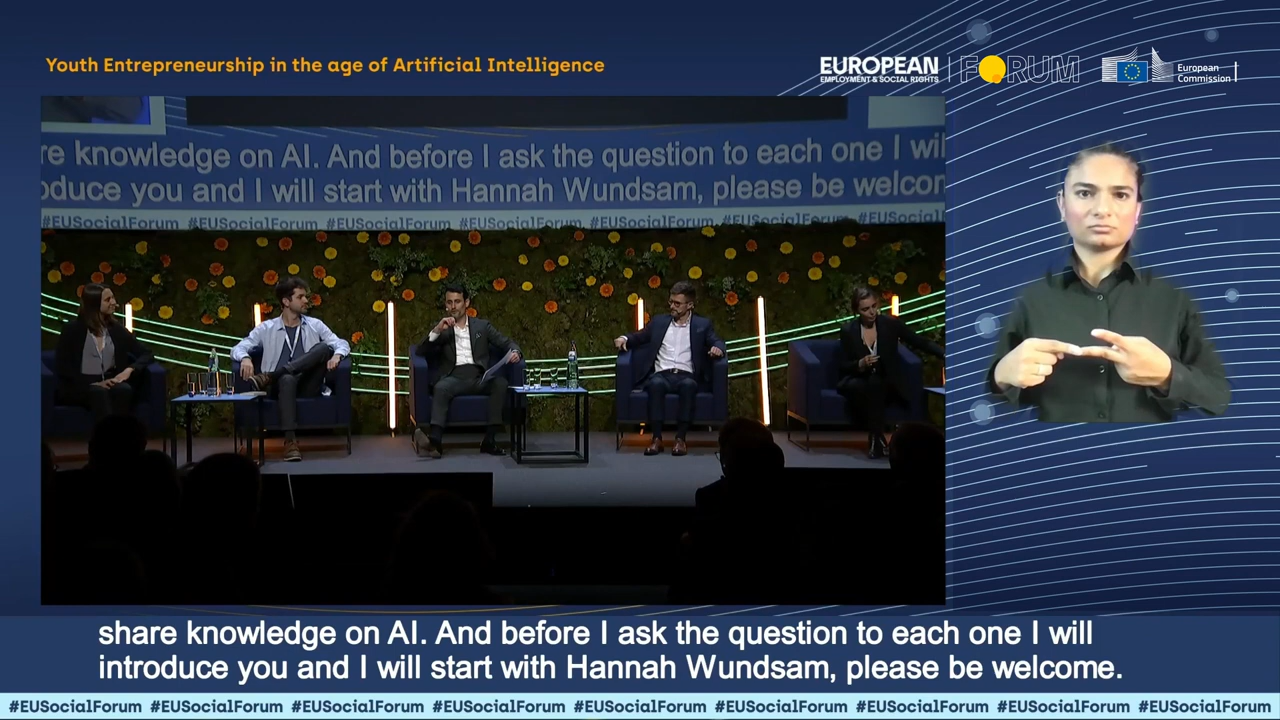 Youth Entrepreneurship in the age of Artificial Intelligence
EUROPEAN
EMPLOYMENT & SOCIAL RIGHTS
FORUM
European
Commission
re knowledge on AI. And before I ask the question to each one I wil
oduce you and I will start with Hannah Wundsam, please be welcor
#EUSocialForum #EUSocialForum #EUSocialForum #EUSocialForum #EUSocialForum #EUSocialForum #EUSocialForum
share knowledge on AI. And before I ask the question to each one I will
introduce you and I will start with Hannah Wundsam, please be welcome.
#EUSocialForum #EUSocialForum #EUSocialForum #EUSocialForum #EUSocialForum #EUSocialForum #EUSocialForum #EUSocialForum #EUSocialForum